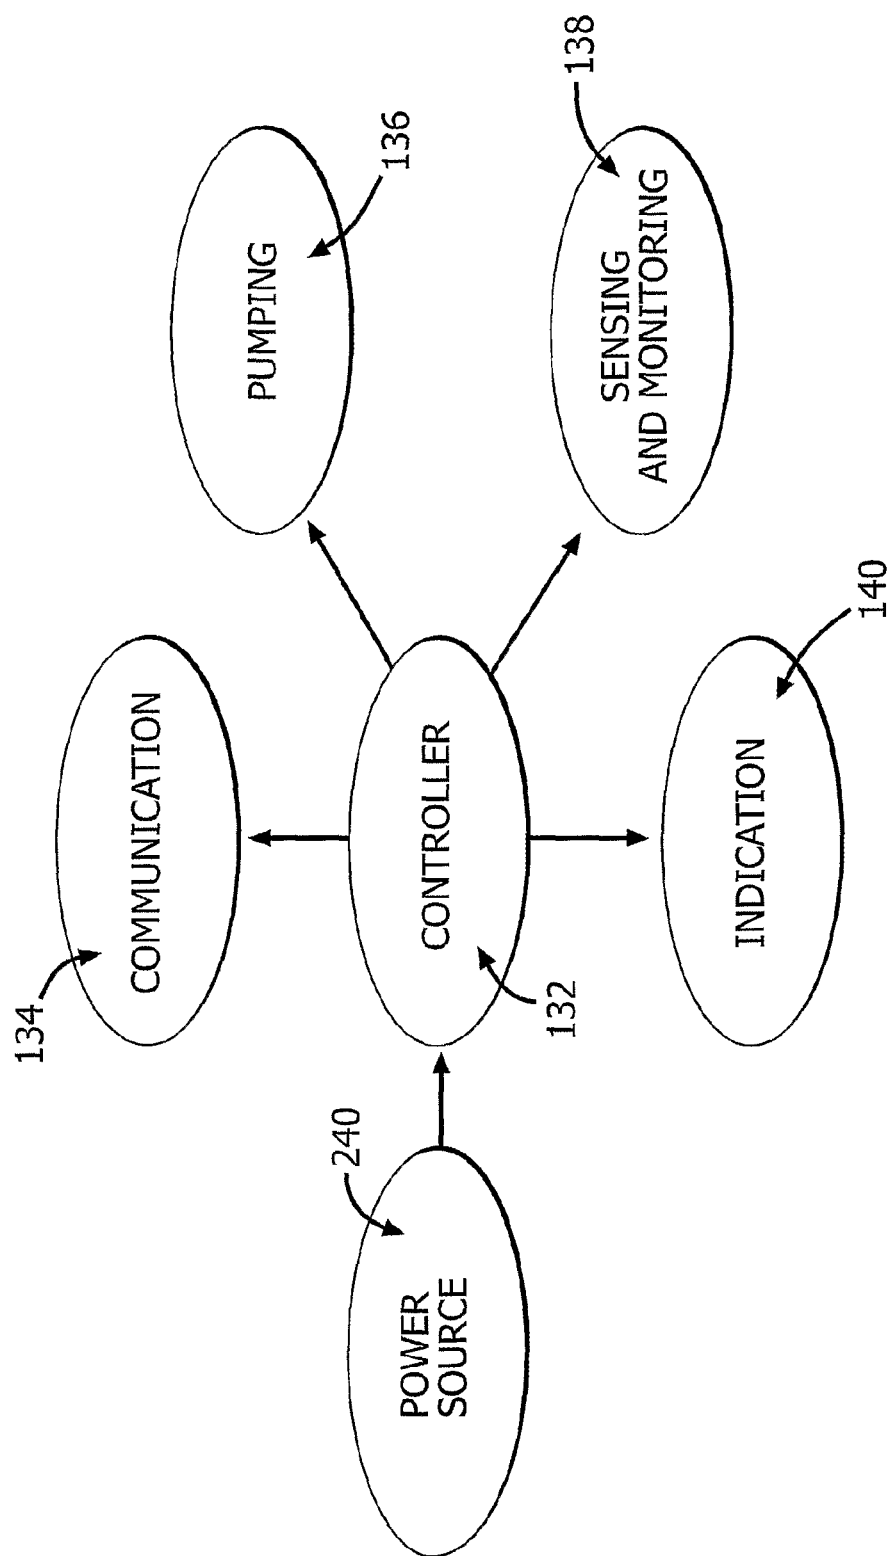 134
COMMUNICATION
PUMPING
136
240
POWER
SOURCE
CONTROLLER
132
SENSING
AND MONITORING
138
INDICATION
140